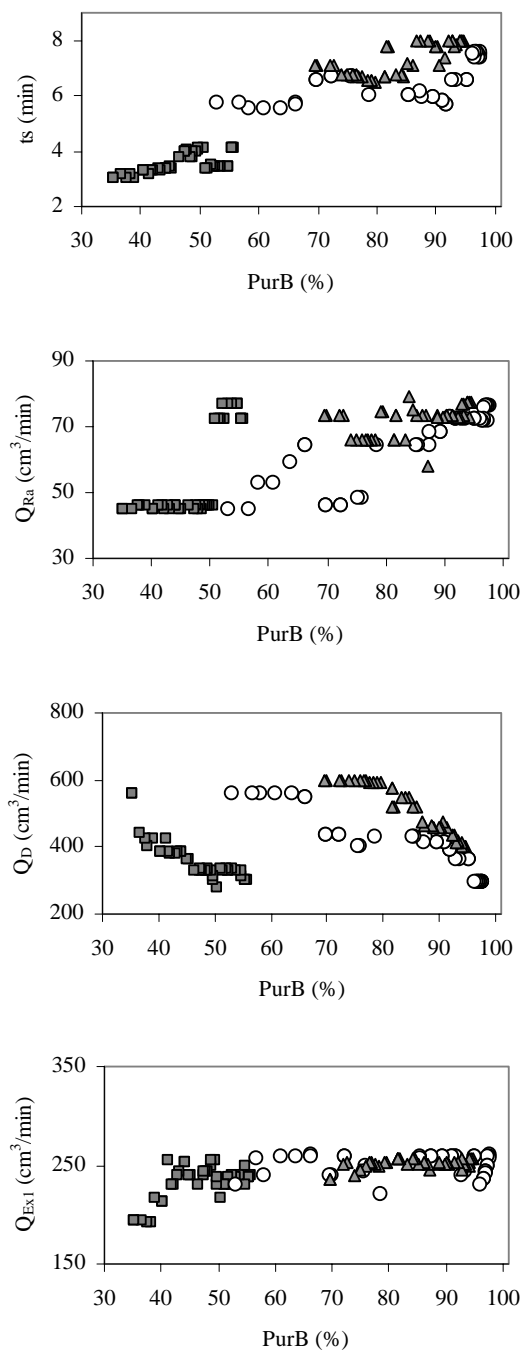 8
6
4
2
ts (min)
30 40 50 60 70 80 90 100
PurB (%)
90
70
50
30
Q_Ra (cm³/min)
30 40 50 60 70 80 90 100
PurB (%)
800
600
400
200
Q_D (cm³/min)
30 40 50 60 70 80 90 100
PurB (%)
350
250
150
Q_Ex1 (cm³/min)
30 40 50 60 70 80 90 100
PurB (%)